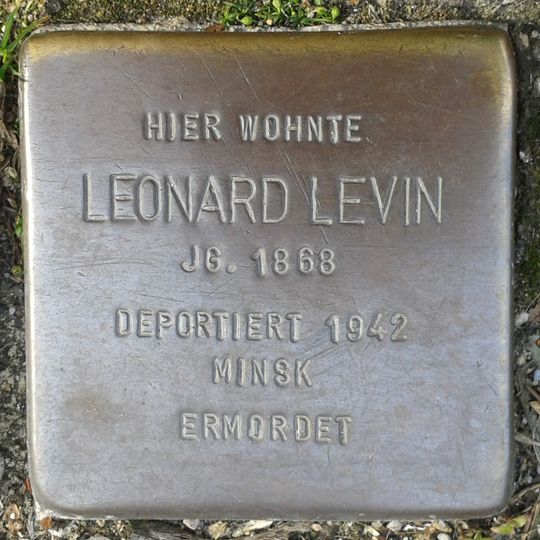 HIER WOHNTE
LEONARD LEVIN
JG. 1868
DEPORTIERT 1942
MINSK
ERMORDET